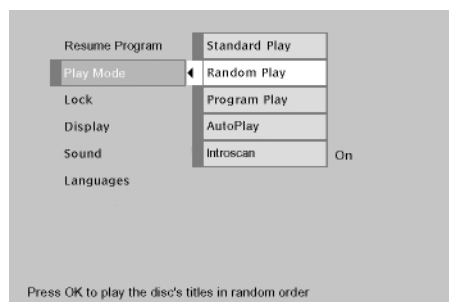 Resume Program
Play Mode
Lock
Display
Sound
Languages
Standard Play
Random Play
Program Play
AutoPlay
Introscan
On
Press OK to play the disc's titles in random order